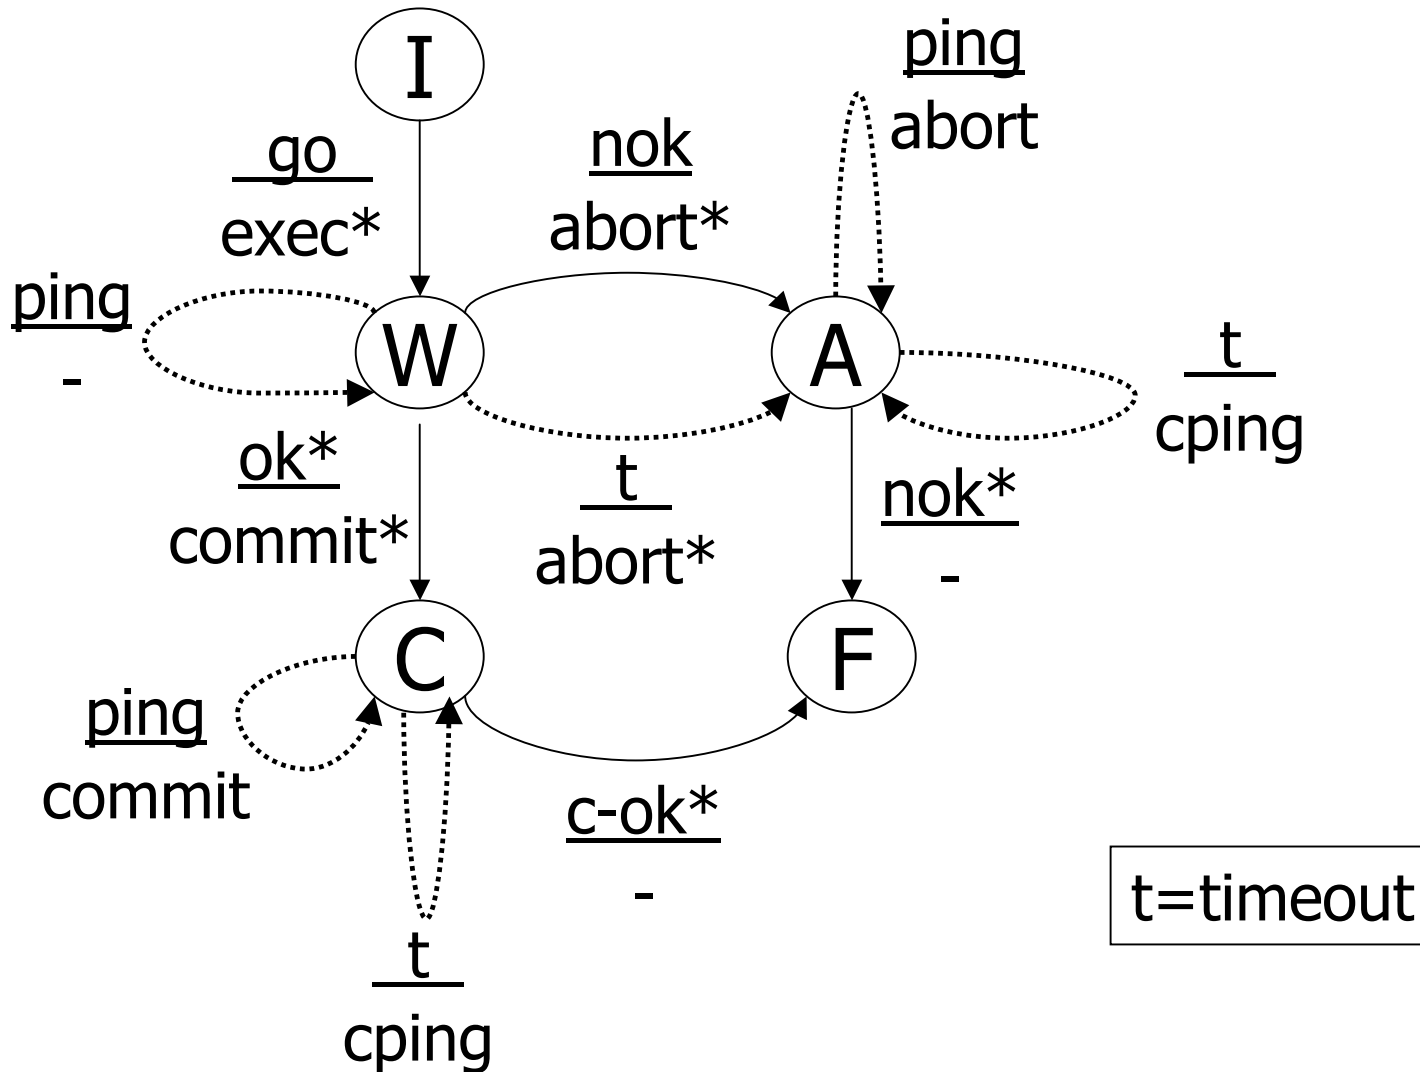 I
ping
abort
go
exec*
nok
abort*
ping
-
W
A
t
cping
ok*
commit*
t
abort*
nok*
-
C
F
ping
commit
c-ok*
-
t=timeout
t
cping